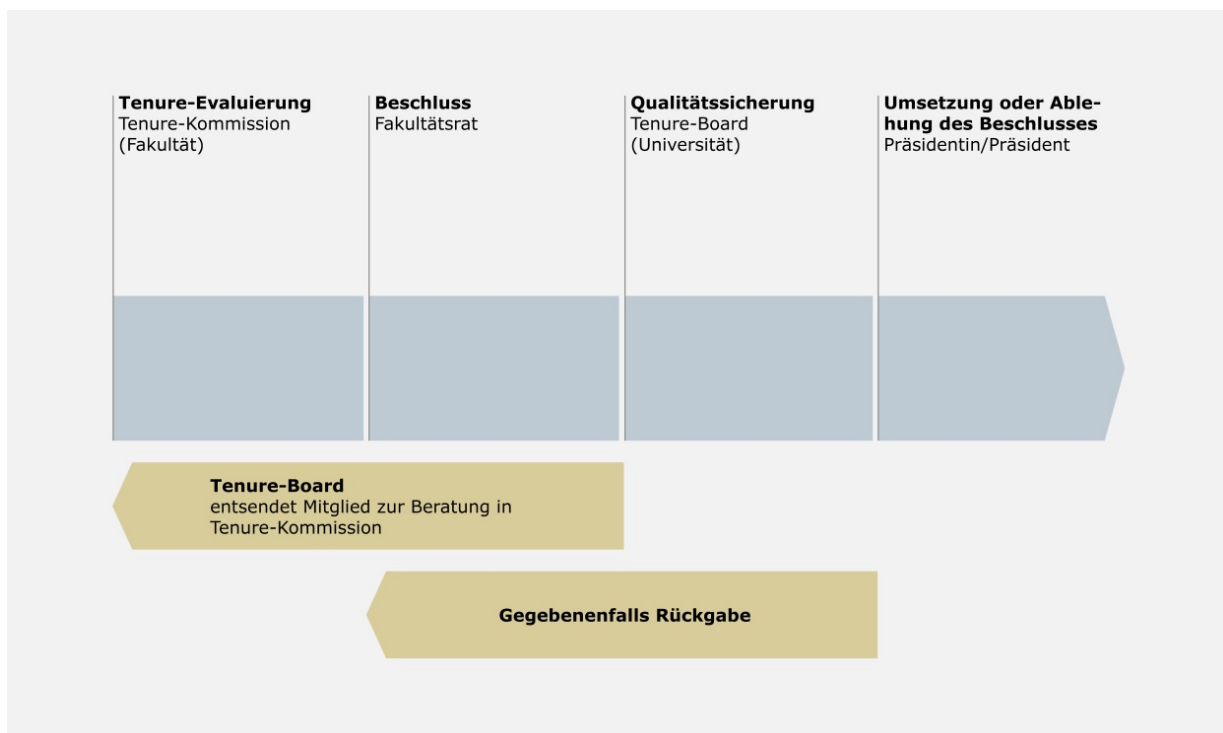 Tenure-Evaluierung
Tenure-Kommission
(Fakultät)
Beschluss
Fakultätsrat
Qualitätssicherung
Tenure-Board
(Universität)
Umsetzung oder Able-
hung des Beschlusses
Präsidentin/Präsident
Tenure-Board
entsendet Mitglied zur Beratung in
Tenure-Kommission
Gegebenenfalls Rückgabe